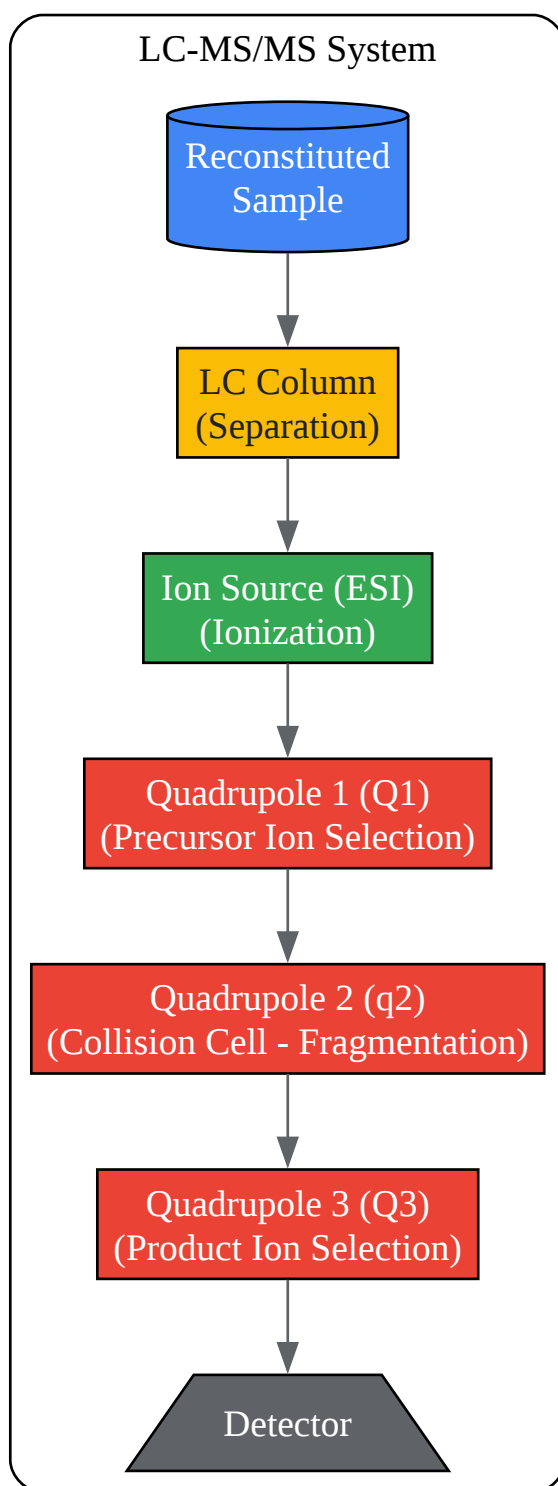 LC-MS/MS System
Reconstituted
Sample
LC Column
(Separation)
Ion Source (ESI)
(Ionization)
Quadrupole 1 (Q1)
(Precursor Ion Selection)
Quadrupole 2 (q2)
(Collision Cell - Fragmentation)
Quadrupole 3 (Q3)
(Product Ion Selection)
Detector